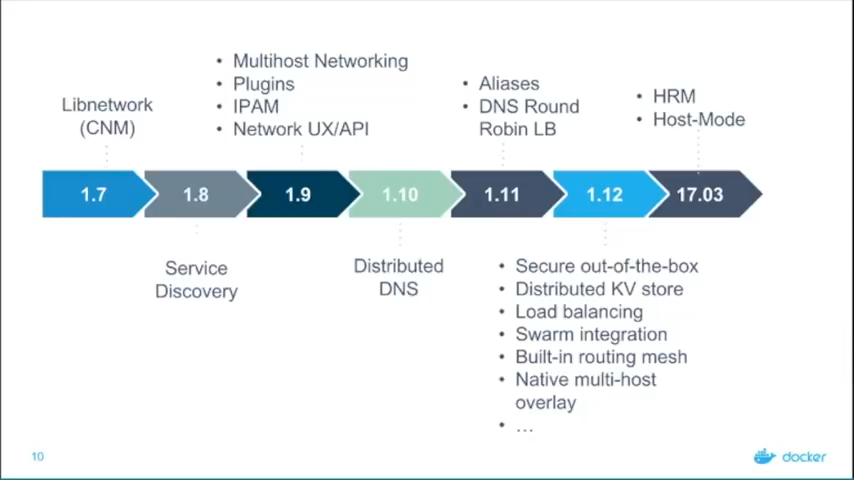 • Multihost Networking
• Plugins
• IPAM
• Network UX/API
Libnetwork
(CNM)
• Aliases
• DNS Round
Robin LB
• HRM
• Host-Mode
1.7
1.8
1.9
1.10
1.11
1.12
17.03
Service
Discovery
Distributed
DNS
• Secure out-of-the-box
• Distributed KV store
• Load balancing
• Swarm integration
• Built-in routing mesh
• Native multi-host
overlay
• ...
10
docker